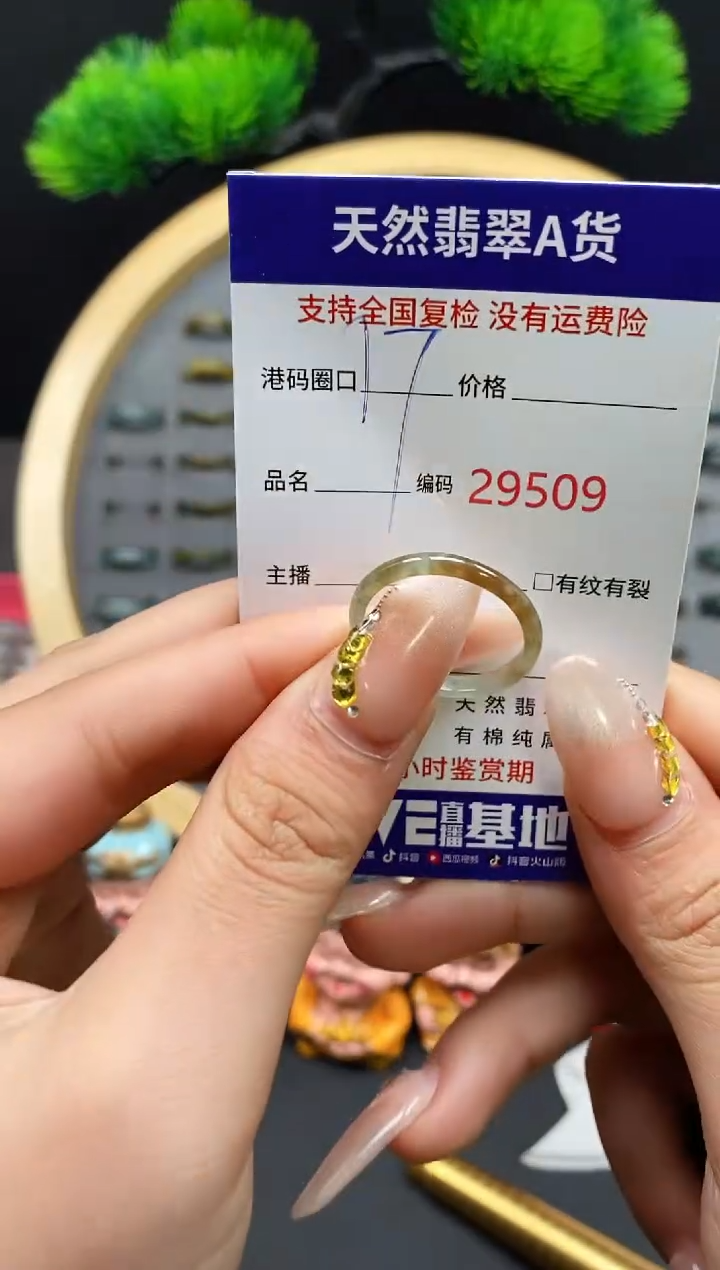 天然翡翠A货
支持全国复检 没有运费险
港码圈口 17 价格
品名 编码 29509
主播 □有纹有裂
天然翡
有棉纯属
小时鉴赏期
VE直播基地
抖音 西瓜视频 抖音火山版